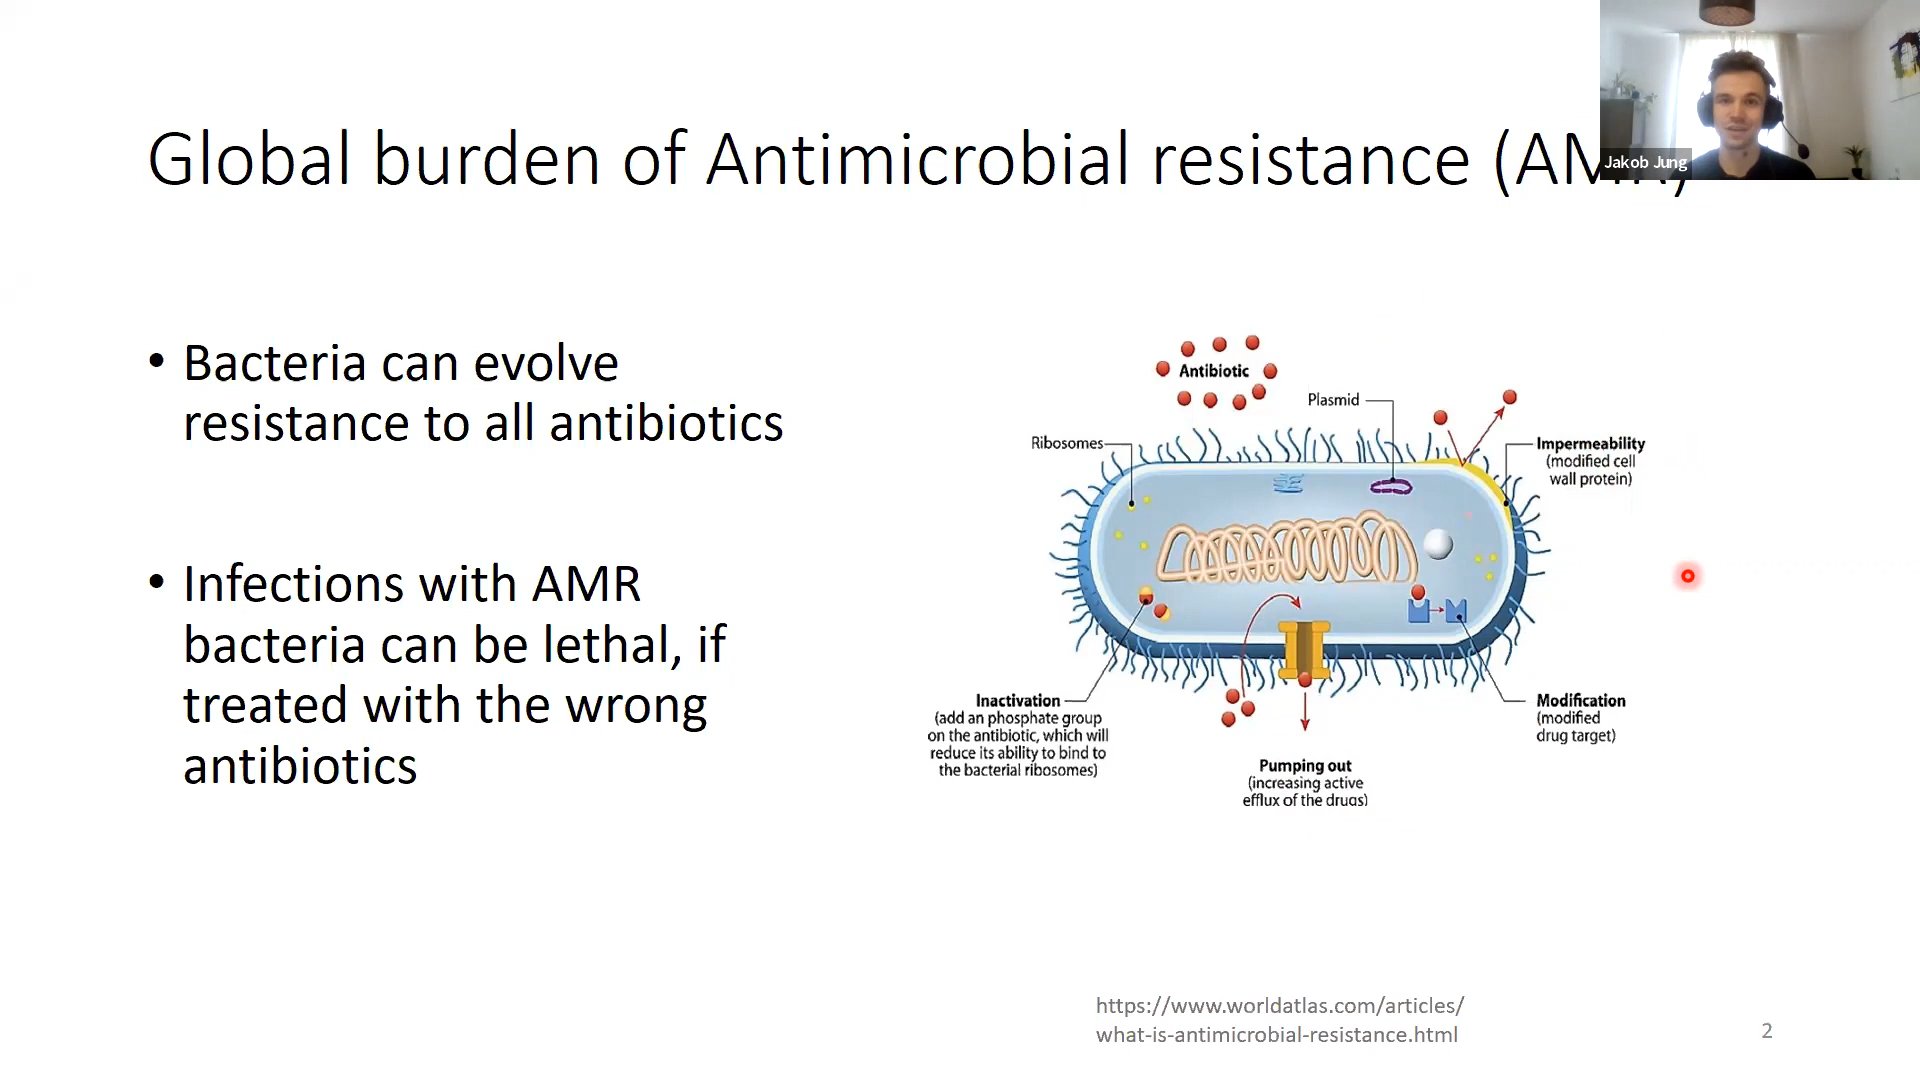 Global burden of Antimicrobial resistance (AMR)
Jakob Jung
• Bacteria can evolve
resistance to all antibiotics
• Infections with AMR
bacteria can be lethal, if
treated with the wrong
antibiotics
Antibiotic
Plasmid
Ribosomes
Impermeability
(modified cell
wall protein)
Inactivation
(add an phosphate group
on the antibiotic, which will
reduce its ability to bind to
the bacterial ribosomes)
Pumping out
(increasing active
efflux of the drugs)
Modification
(modified
drug target)
https://www.worldatlas.com/articles/
what-is-antimicrobial-resistance.html
2